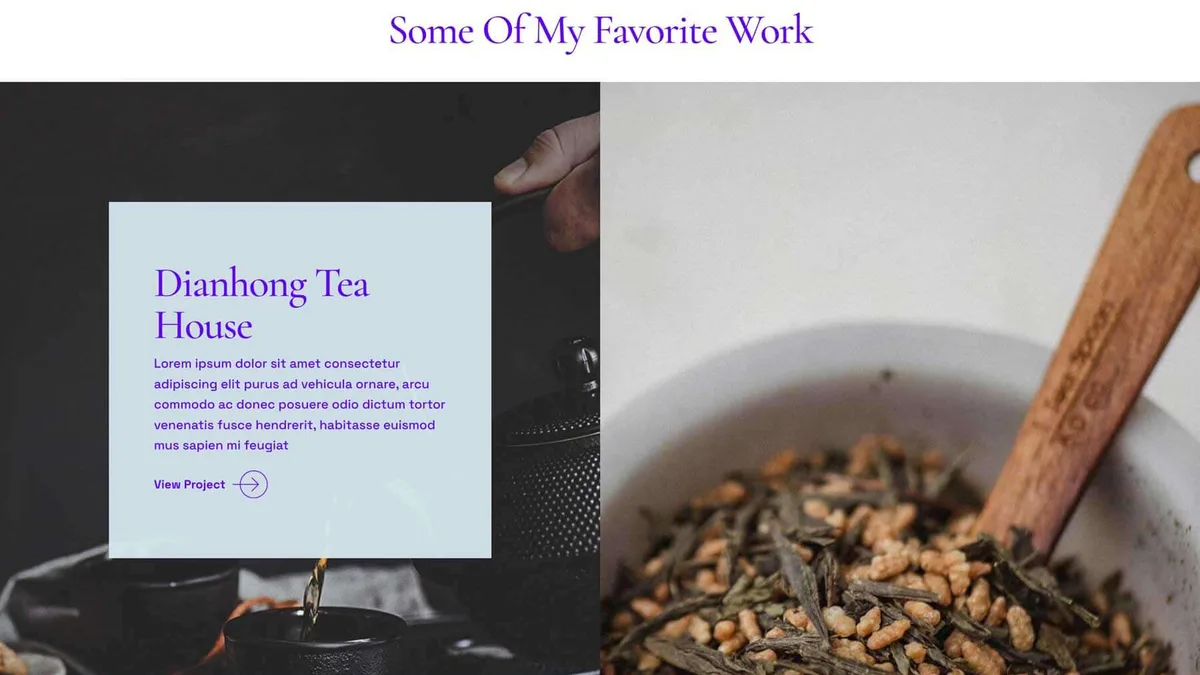 Some Of My Favorite Work
Dianhong Tea
House
Lorem ipsum dolor sit amet consectetur
adipiscing elit purus ad vehicula ornare, arcu
commodo ac donec posuere odio dictum tortor
venenatis fusce hendrerit, habitasse euismod
mus sapien mi feugiat
View Project